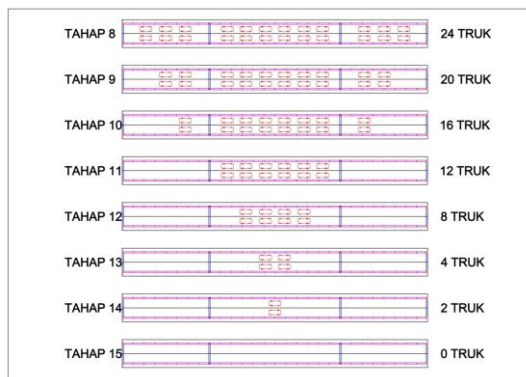 TAHAP 8 24 TRUK
TAHAP 9 20 TRUK
TAHAP 10 16 TRUK
TAHAP 11 12 TRUK
TAHAP 12 8 TRUK
TAHAP 13 4 TRUK
TAHAP 14 2 TRUK
TAHAP 15 0 TRUK